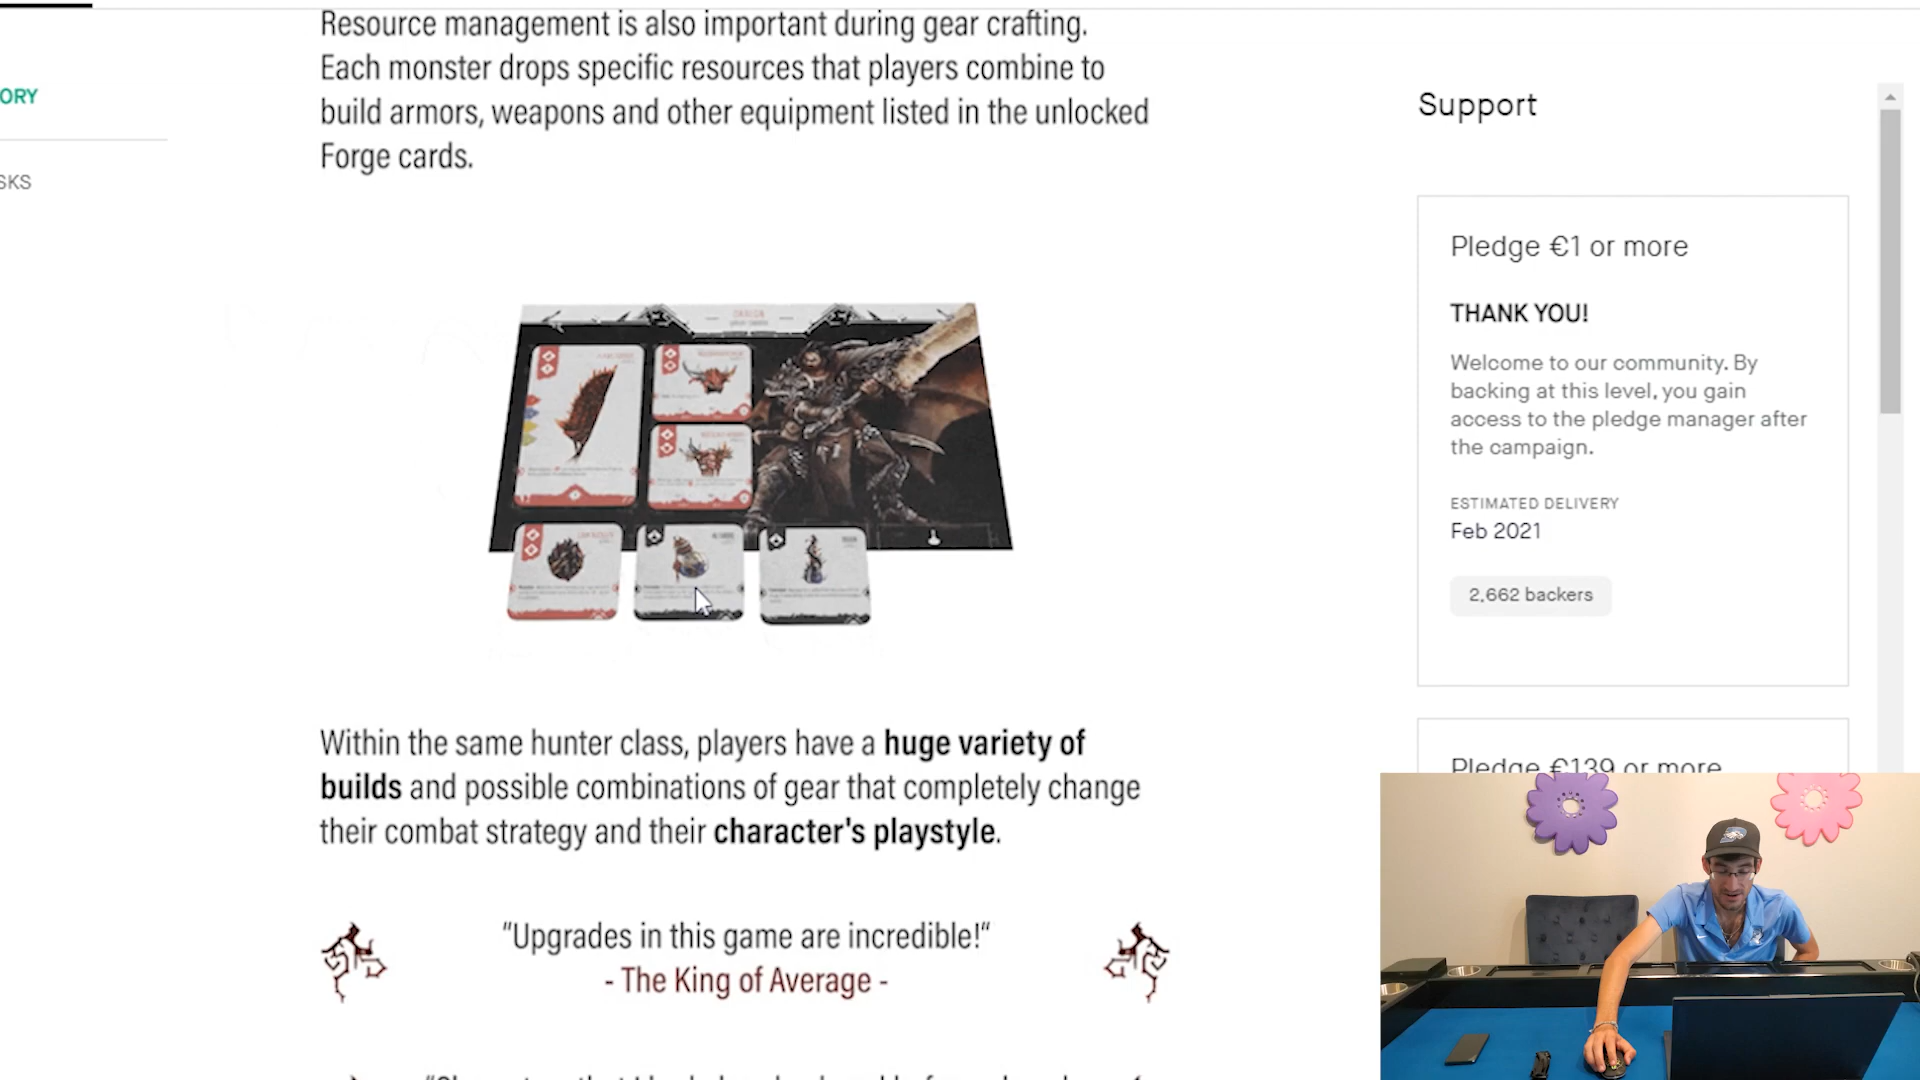 Resource management is also important during gear crafting.
Each monster drops specific resources that players combine to
build armors, weapons and other equipment listed in the unlocked
Forge cards.
ORY
SKS
Support
Pledge €1 or more
THANK YOU!
Welcome to our community. By
backing at this level, you gain
access to the pledge manager after
the campaign.
ESTIMATED DELIVERY
Feb 2021
2,662 backers
Pledge €139 or more
Within the same hunter class, players have a huge variety of
builds and possible combinations of gear that completely change
their combat strategy and their character's playstyle.
"Upgrades in this game are incredible!"
- The King of Average -